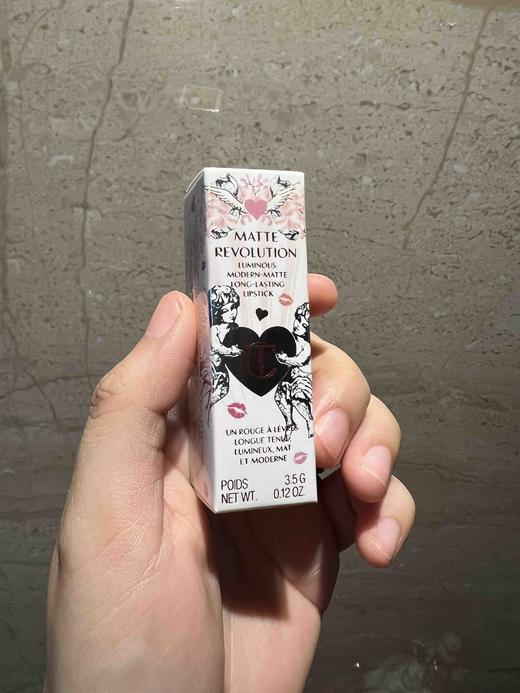 MATTE
REVOLUTION
LUMINOUS
MODERN-MATTE
LONG-LASTING
LIPSTICK
CT
UN ROUGE À LÈVRES
LONGUE TENUE,
LUMINEUX, MAT
ET MODERNE
POIDS 3.5 G
NET WT. 0.12 OZ.